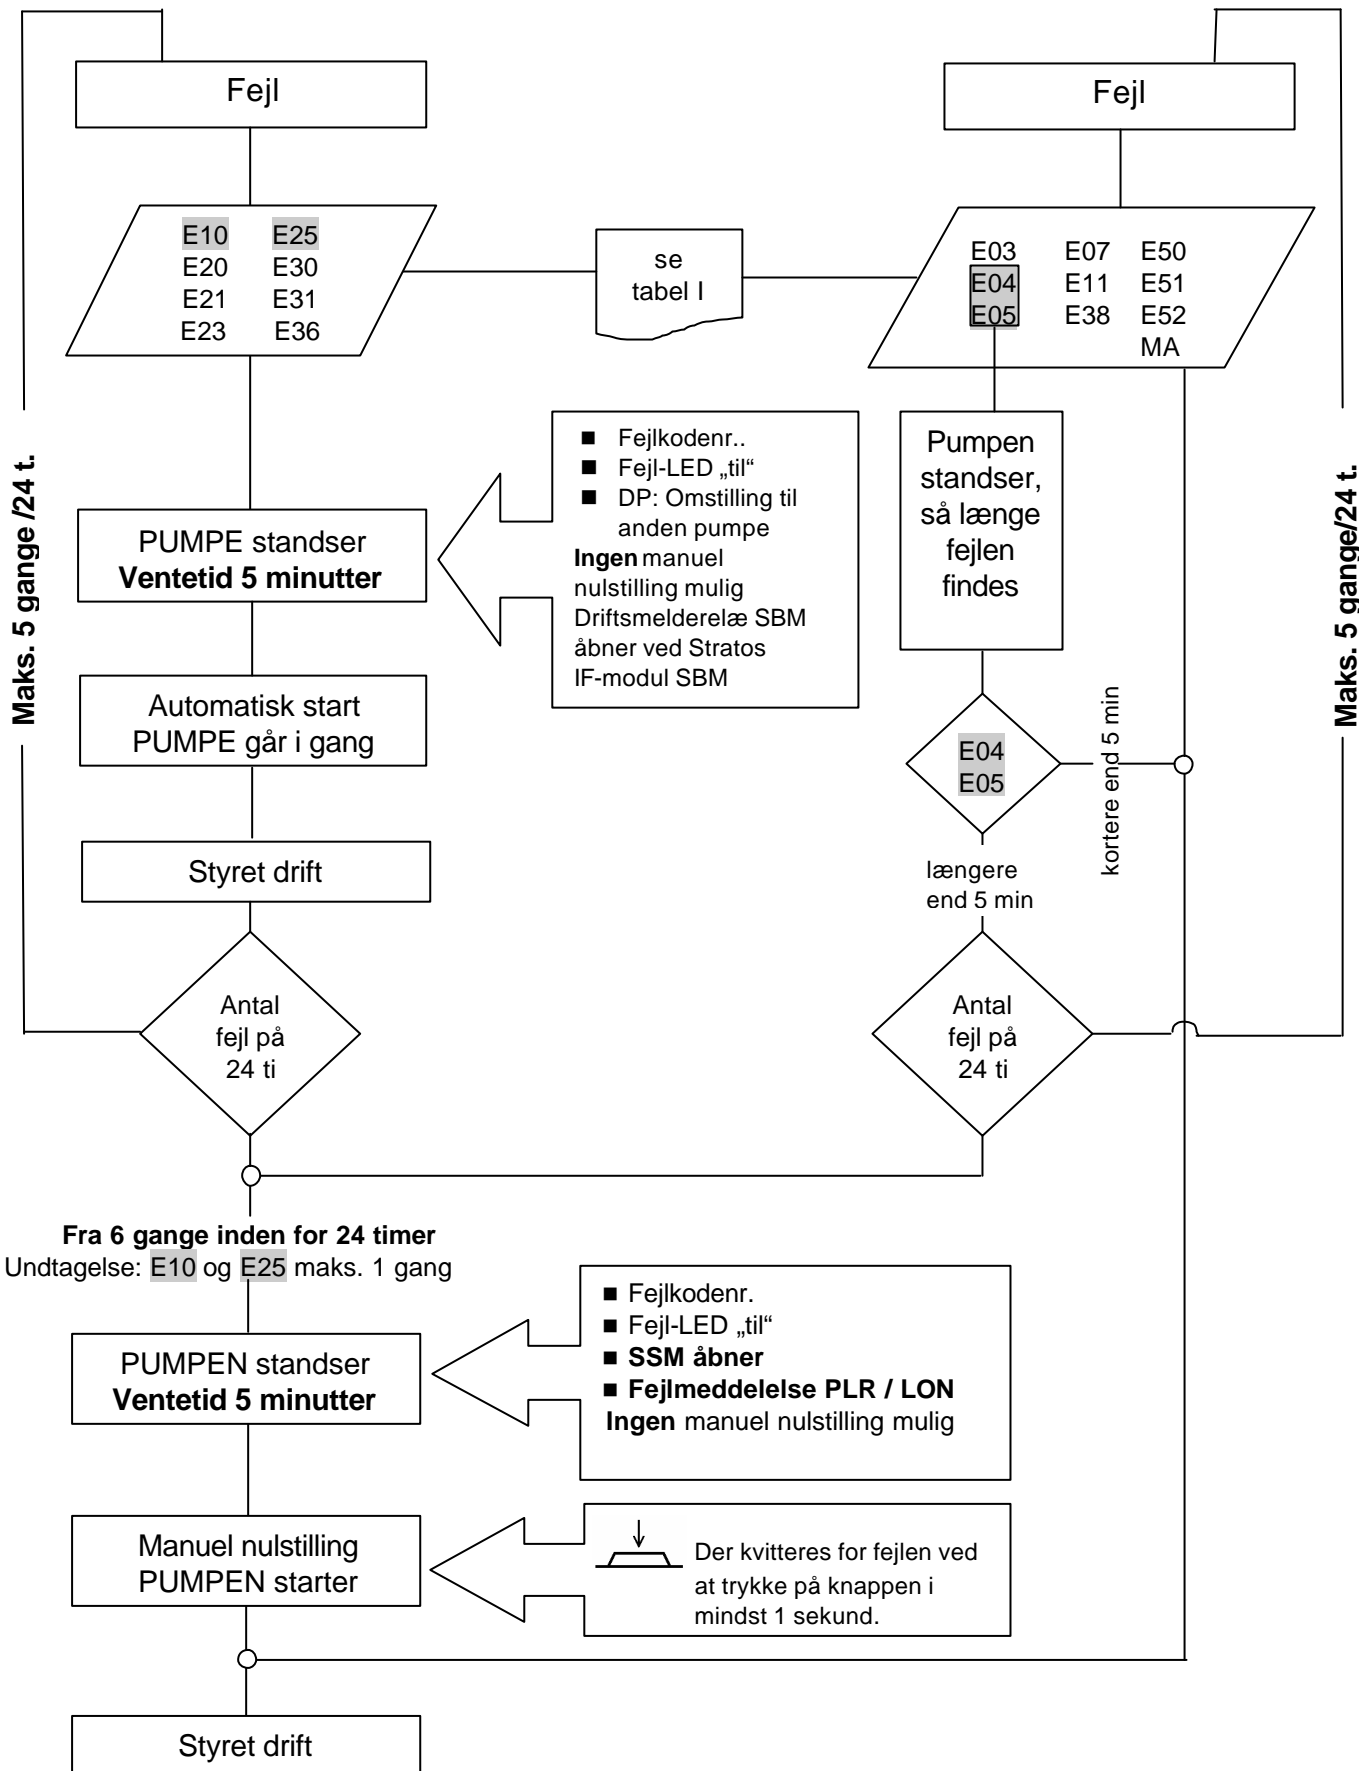 Fejl
E10 E25
E20 E30
E21 E31
E23 E36
se
tabel I
Fejl
E03 E07 E50
E04 E11 E51
E05 E38 E52
MA
Maks. 5 gange /24 t.
PUMPE standser
Ventetid 5 minutter
■ Fejlkodenr..
■ Fejl-LED „til“
■ DP: Omstilling til
anden pumpe
Ingen manuel
nulstilling mulig
Driftsmelderelæ SBM
åbner ved Stratos
IF-modul SBM
Pumpen
standser,
så længe
fejlen
findes
Maks. 5 gange/24 t.
Automatisk start
PUMPE går i gang
E04
E05
kortere end 5 min
Styret drift
længere
end 5 min
Antal
fejl på
24 ti
Antal
fejl på
24 ti
Fra 6 gange inden for 24 timer
Undtagelse: E10 og E25 maks. 1 gang
PUMPEN standser
Ventetid 5 minutter
■ Fejlkodenr.
■ Fejl-LED „til“
■ SSM åbner
■ Fejlmeddelelse PLR / LON
Ingen manuel nulstilling mulig
Manuel nulstilling
PUMPEN starter
Der kvitteres for fejlen ved
at trykke på knappen i
mindst 1 sekund.
Styret drift